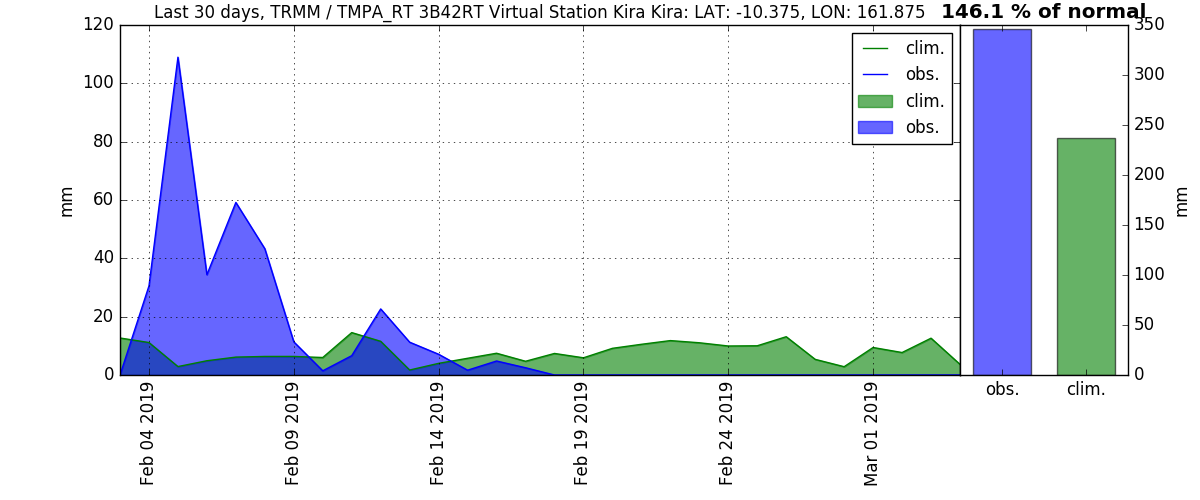 Last 30 days, TRMM / TMPA_RT 3B42RT Virtual Station Kira Kira: LAT: -10.375, LON: 161.875 146.1 % of normal
mm
120
100
80
60
40
20
0
clim.
obs.
clim.
obs.
Feb 04 2019
Feb 09 2019
Feb 14 2019
Feb 19 2019
Feb 24 2019
Mar 01 2019
350
300
250
200
150
100
50
0
mm
obs.
clim.